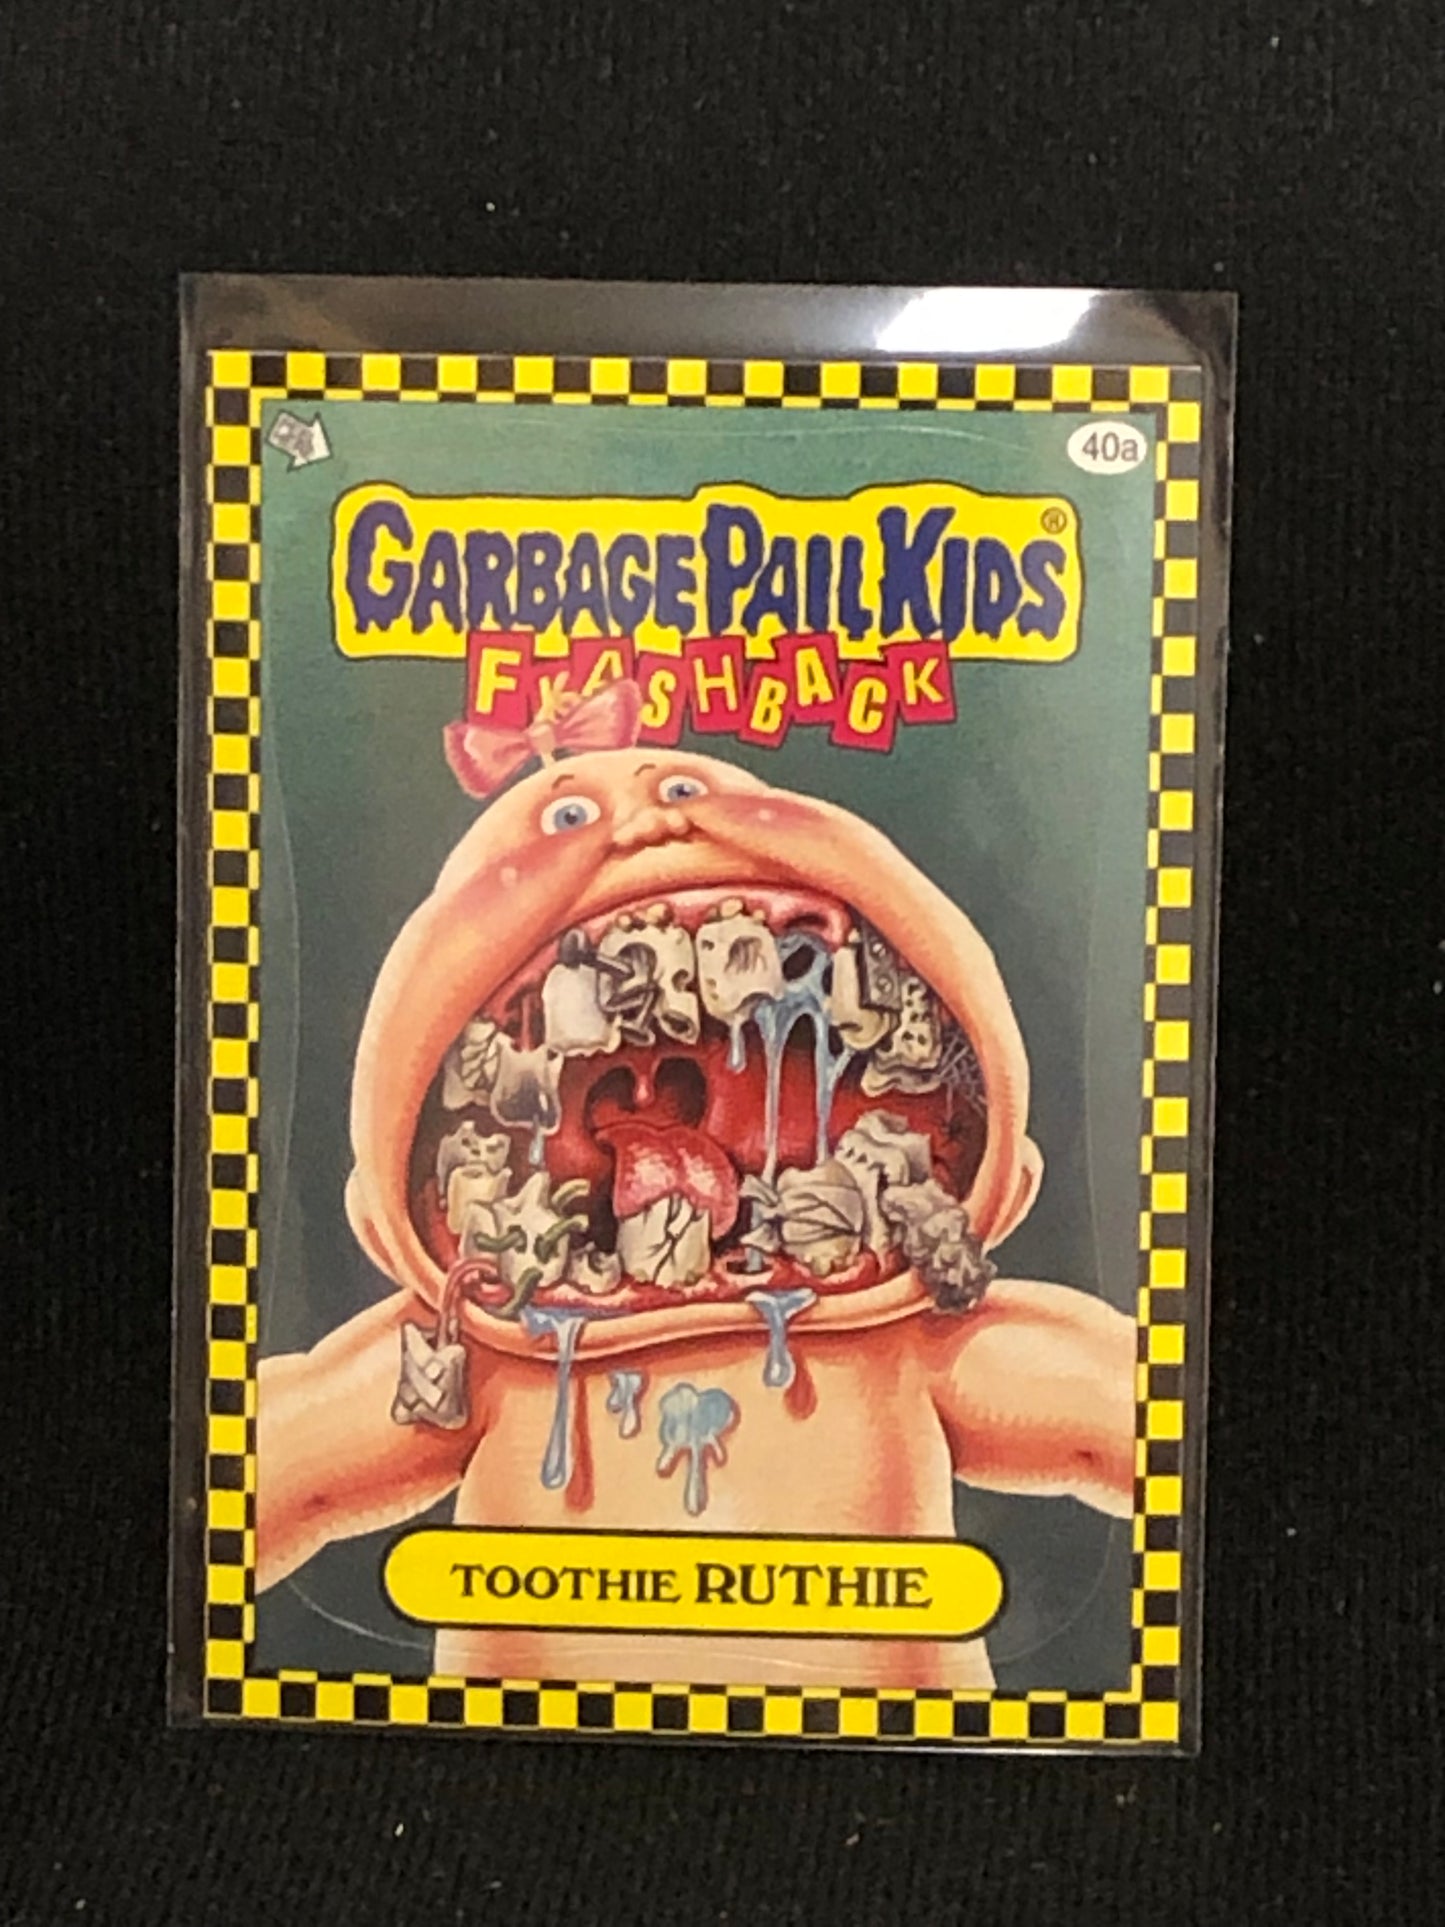 40a
GARBAGE PAIL KIDS®
FLASHBACK
TOOTHIE RUTHIE